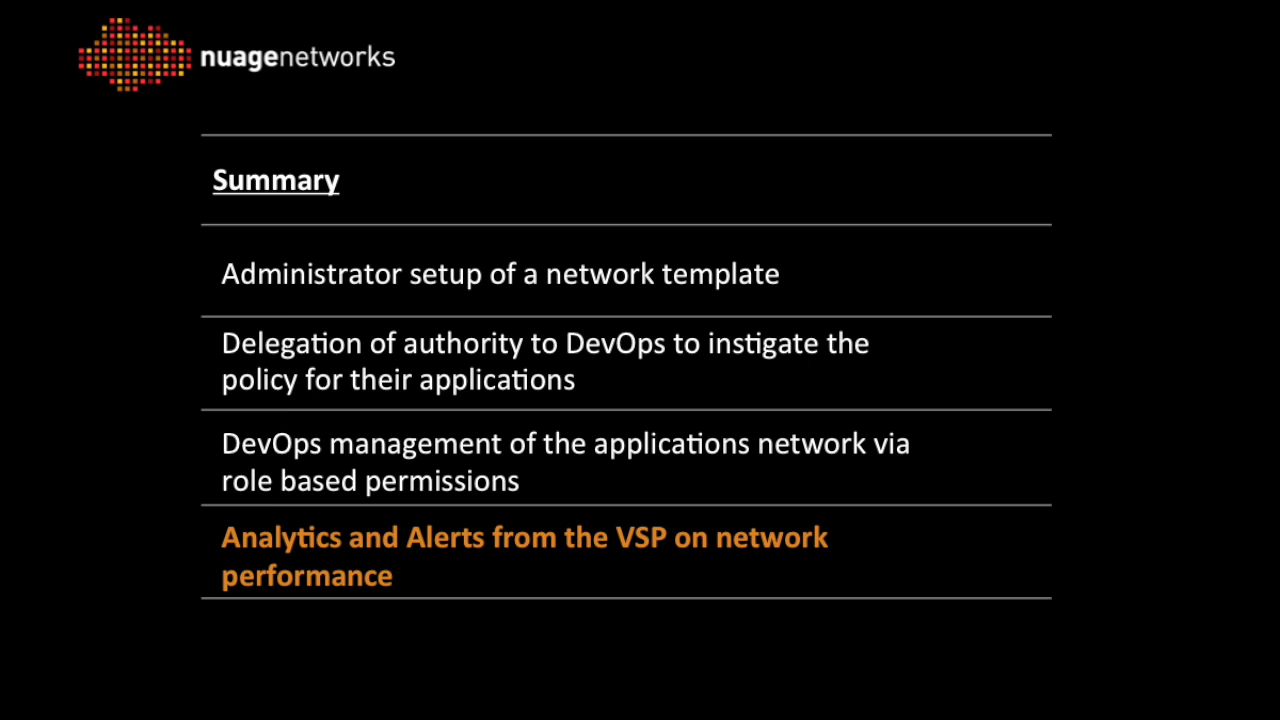 nuagenetworks
Summary
Administrator setup of a network template
Delegation of authority to DevOps to instigate the
policy for their applications
DevOps management of the applications network via
role based permissions
Analytics and Alerts from the VSP on network
performance